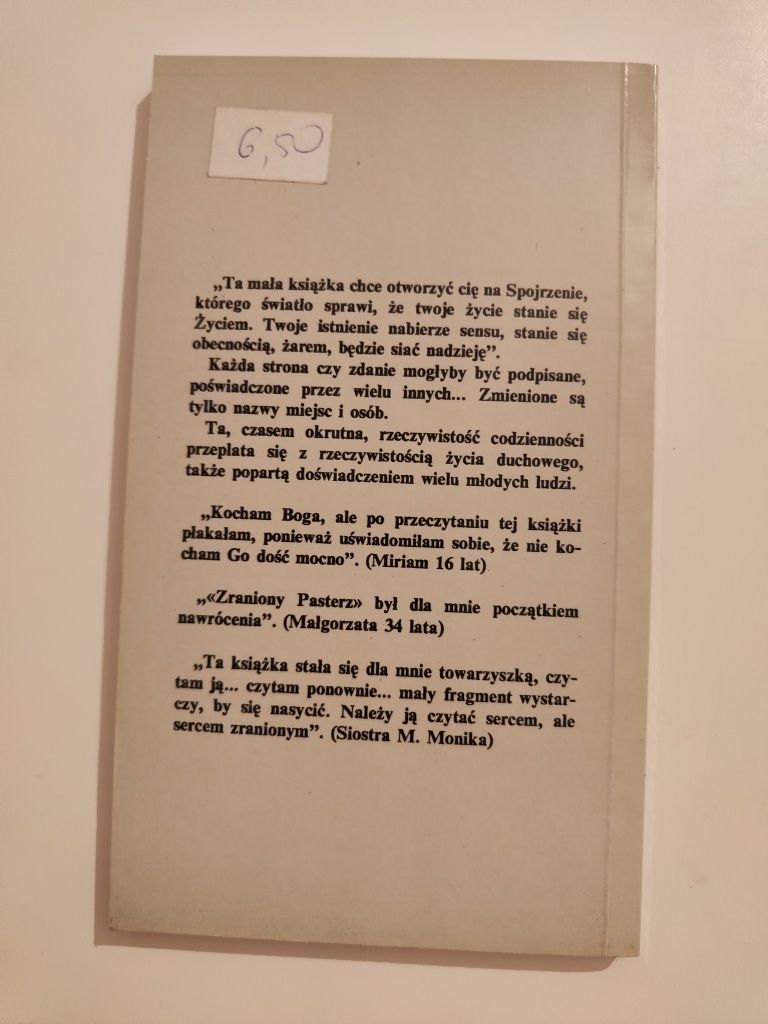 6,50
„Ta mała książka chce otworzyć cię na Spojrzenie,
którego światło sprawi, że twoje życie stanie się
Życiem. Twoje istnienie nabierze sensu, stanie się
obecnością, żarem, będzie siać nadzieję”.
Każda strona czy zdanie mogłyby być podpisane,
poświadczone przez wielu innych... Zmienione są
tylko nazwy miejsc i osób.
Ta, czasem okrutna, rzeczywistość codzienności
przeplata się z rzeczywistością życia duchowego,
także popartą doświadczeniem wielu młodych ludzi.
„Kocham Boga, ale po przeczytaniu tej książki
płakałam, ponieważ uświadomiłam sobie, że nie ko-
cham Go dość mocno”. (Miriam 16 lat)
„«Zraniony Pasterz» był dla mnie początkiem
nawrócenia”. (Małgorzata 34 lata)
„Ta książka stała się dla mnie towarzyszką, czy-
tam ją... czytam ponownie... mały fragment wystar-
czy, by się nasycić. Należy ją czytać sercem, ale
sercem zranionym”. (Siostra M. Monika)